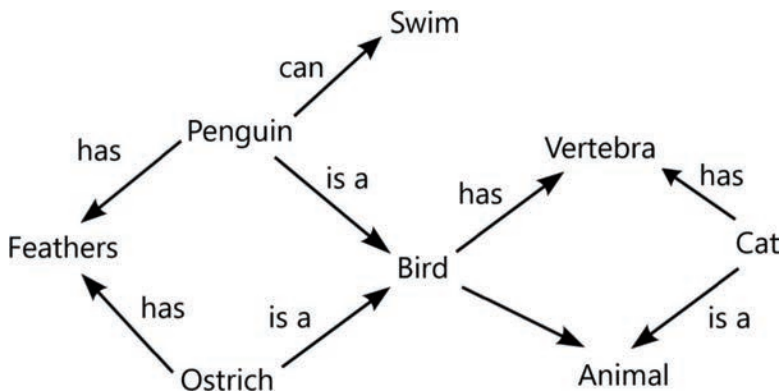 Swim
can
Penguin
has
is a
Vertebra
has
has
Feathers
Bird
Cat
has
is a
is a
Ostrich
Animal